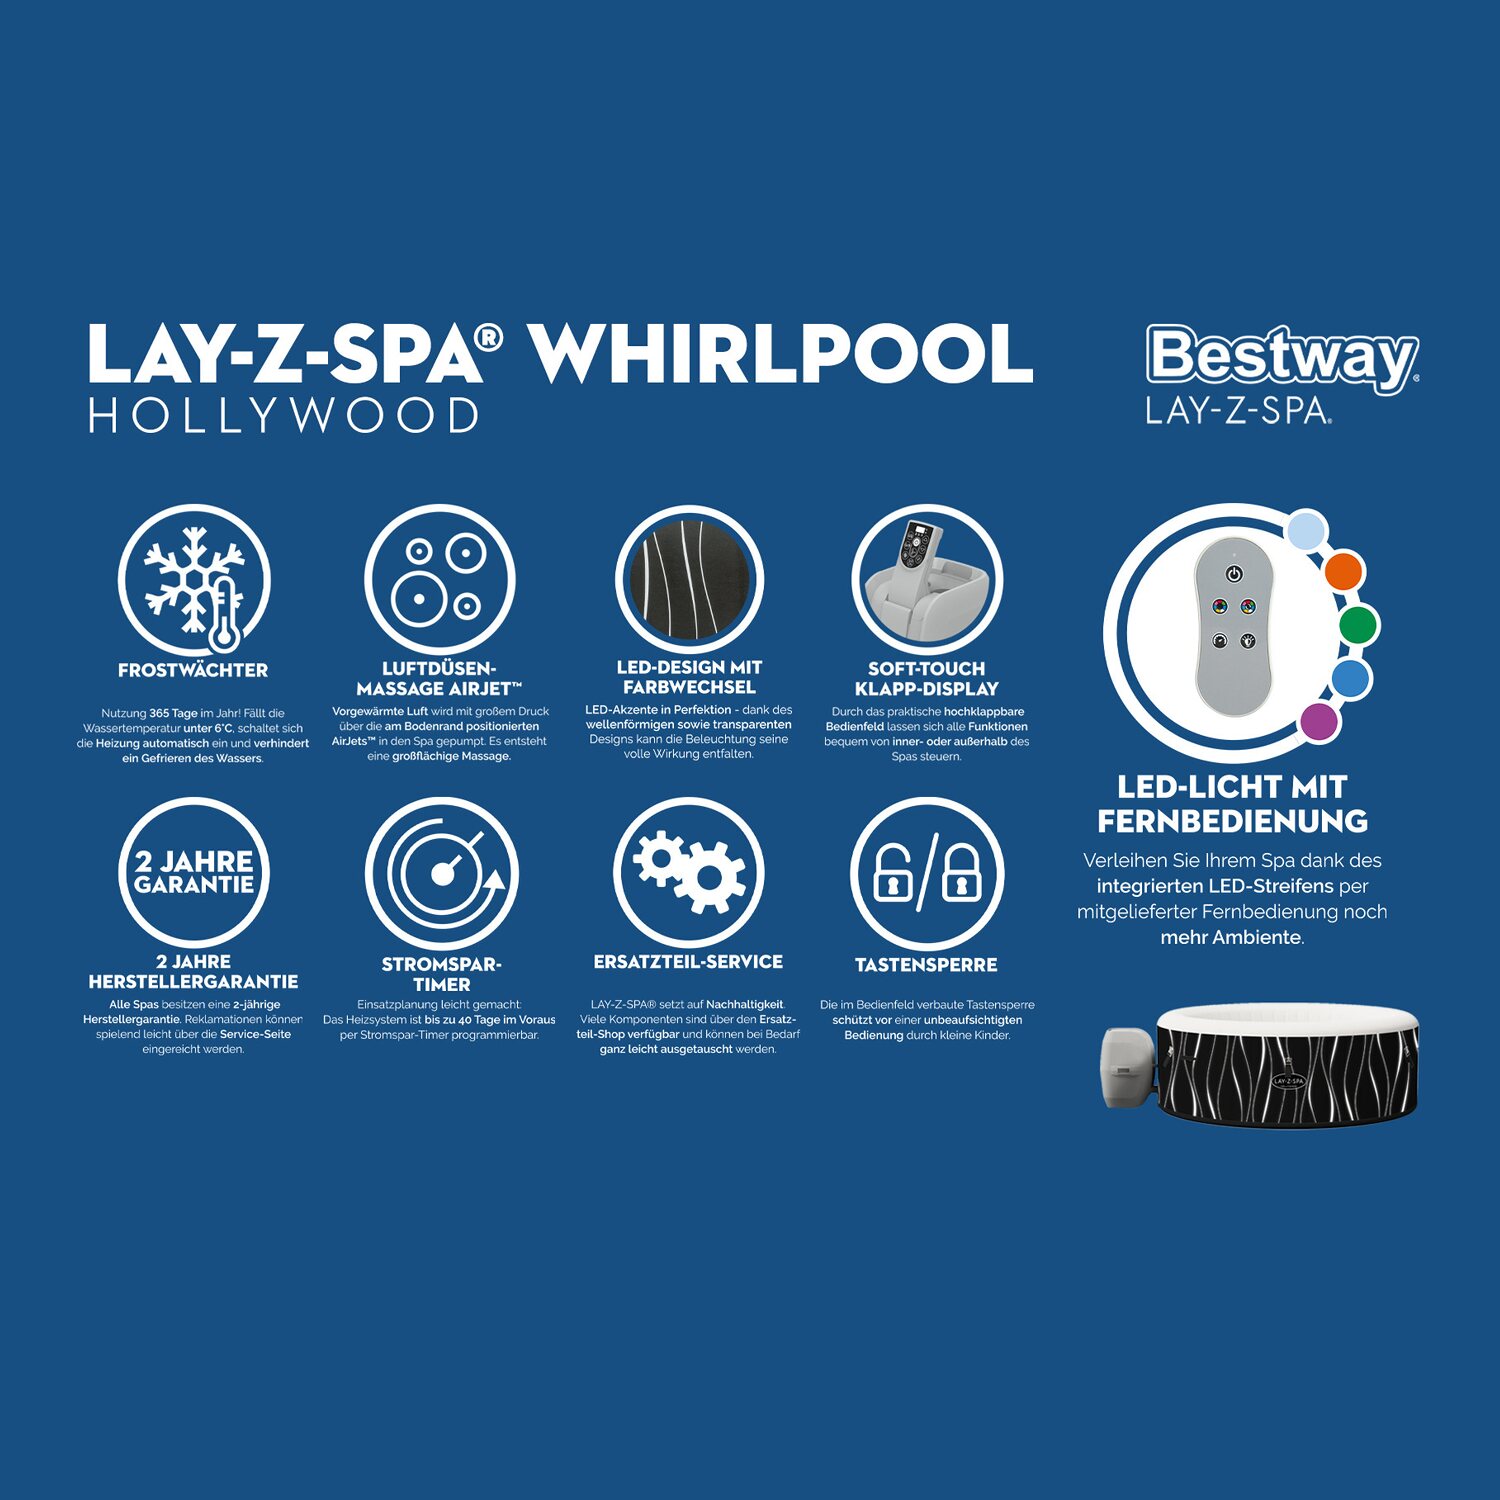 LAY-Z-SPA® WHIRLPOOL
HOLLYWOOD
Bestway®
LAY-Z-SPA®
FROSTWÄCHTER
Nutzung 365 Tage im Jahr! Fällt die
Wassertemperatur unter 6°C, schaltet sich
die Heizung automatisch ein und verhindert
ein Gefrieren des Wassers.
LUFTDÜSEN-
MASSAGE AIRJET™
Vorgewärmte Luft wird mit großem Druck
über die am Bodenrand positionierten
AirJets™ in den Spa gepumpt. Es entsteht
eine großflächige Massage.
LED-DESIGN MIT
FARBWECHSEL
LED-Akzente in Perfektion - dank des
wellenförmigen sowie transparenten
Designs kann die Beleuchtung seine
volle Wirkung entfalten.
SOFT-TOUCH
KLAPP-DISPLAY
Durch das praktische hochklappbare
Bedienfeld lassen sich alle Funktionen
bequem von inner- oder außerhalb des
Spas steuern.
LED-LICHT MIT
FERNBEDIENUNG
Verleihen Sie Ihrem Spa dank des
integrierten LED-Streifens per
mitgelieferter Fernbedienung noch
mehr Ambiente.
2 JAHRE
GARANTIE
2 JAHRE
HERSTELLERGARANTIE
Alle Spas besitzen eine 2-jährige
Herstellergarantie. Reklamationen können
spielend leicht über die Service-Seite
eingereicht werden.
STROMSPAR-
TIMER
Einsatzplanung leicht gemacht:
Das Heizsystem ist bis zu 40 Tage im Voraus
per Stromspar-Timer programmierbar.
ERSATZTEIL-SERVICE
LAY-Z-SPA® setzt auf Nachhaltigkeit.
Viele Komponenten sind über den Ersatz-
teil-Shop verfügbar und können bei Bedarf
ganz leicht ausgetauscht werden.
TASTENSPERRE
Die im Bedienfeld verbaute Tastensperre
schützt vor einer unbeaufsichtigten
Bedienung durch kleine Kinder.
LAY-Z-SPA